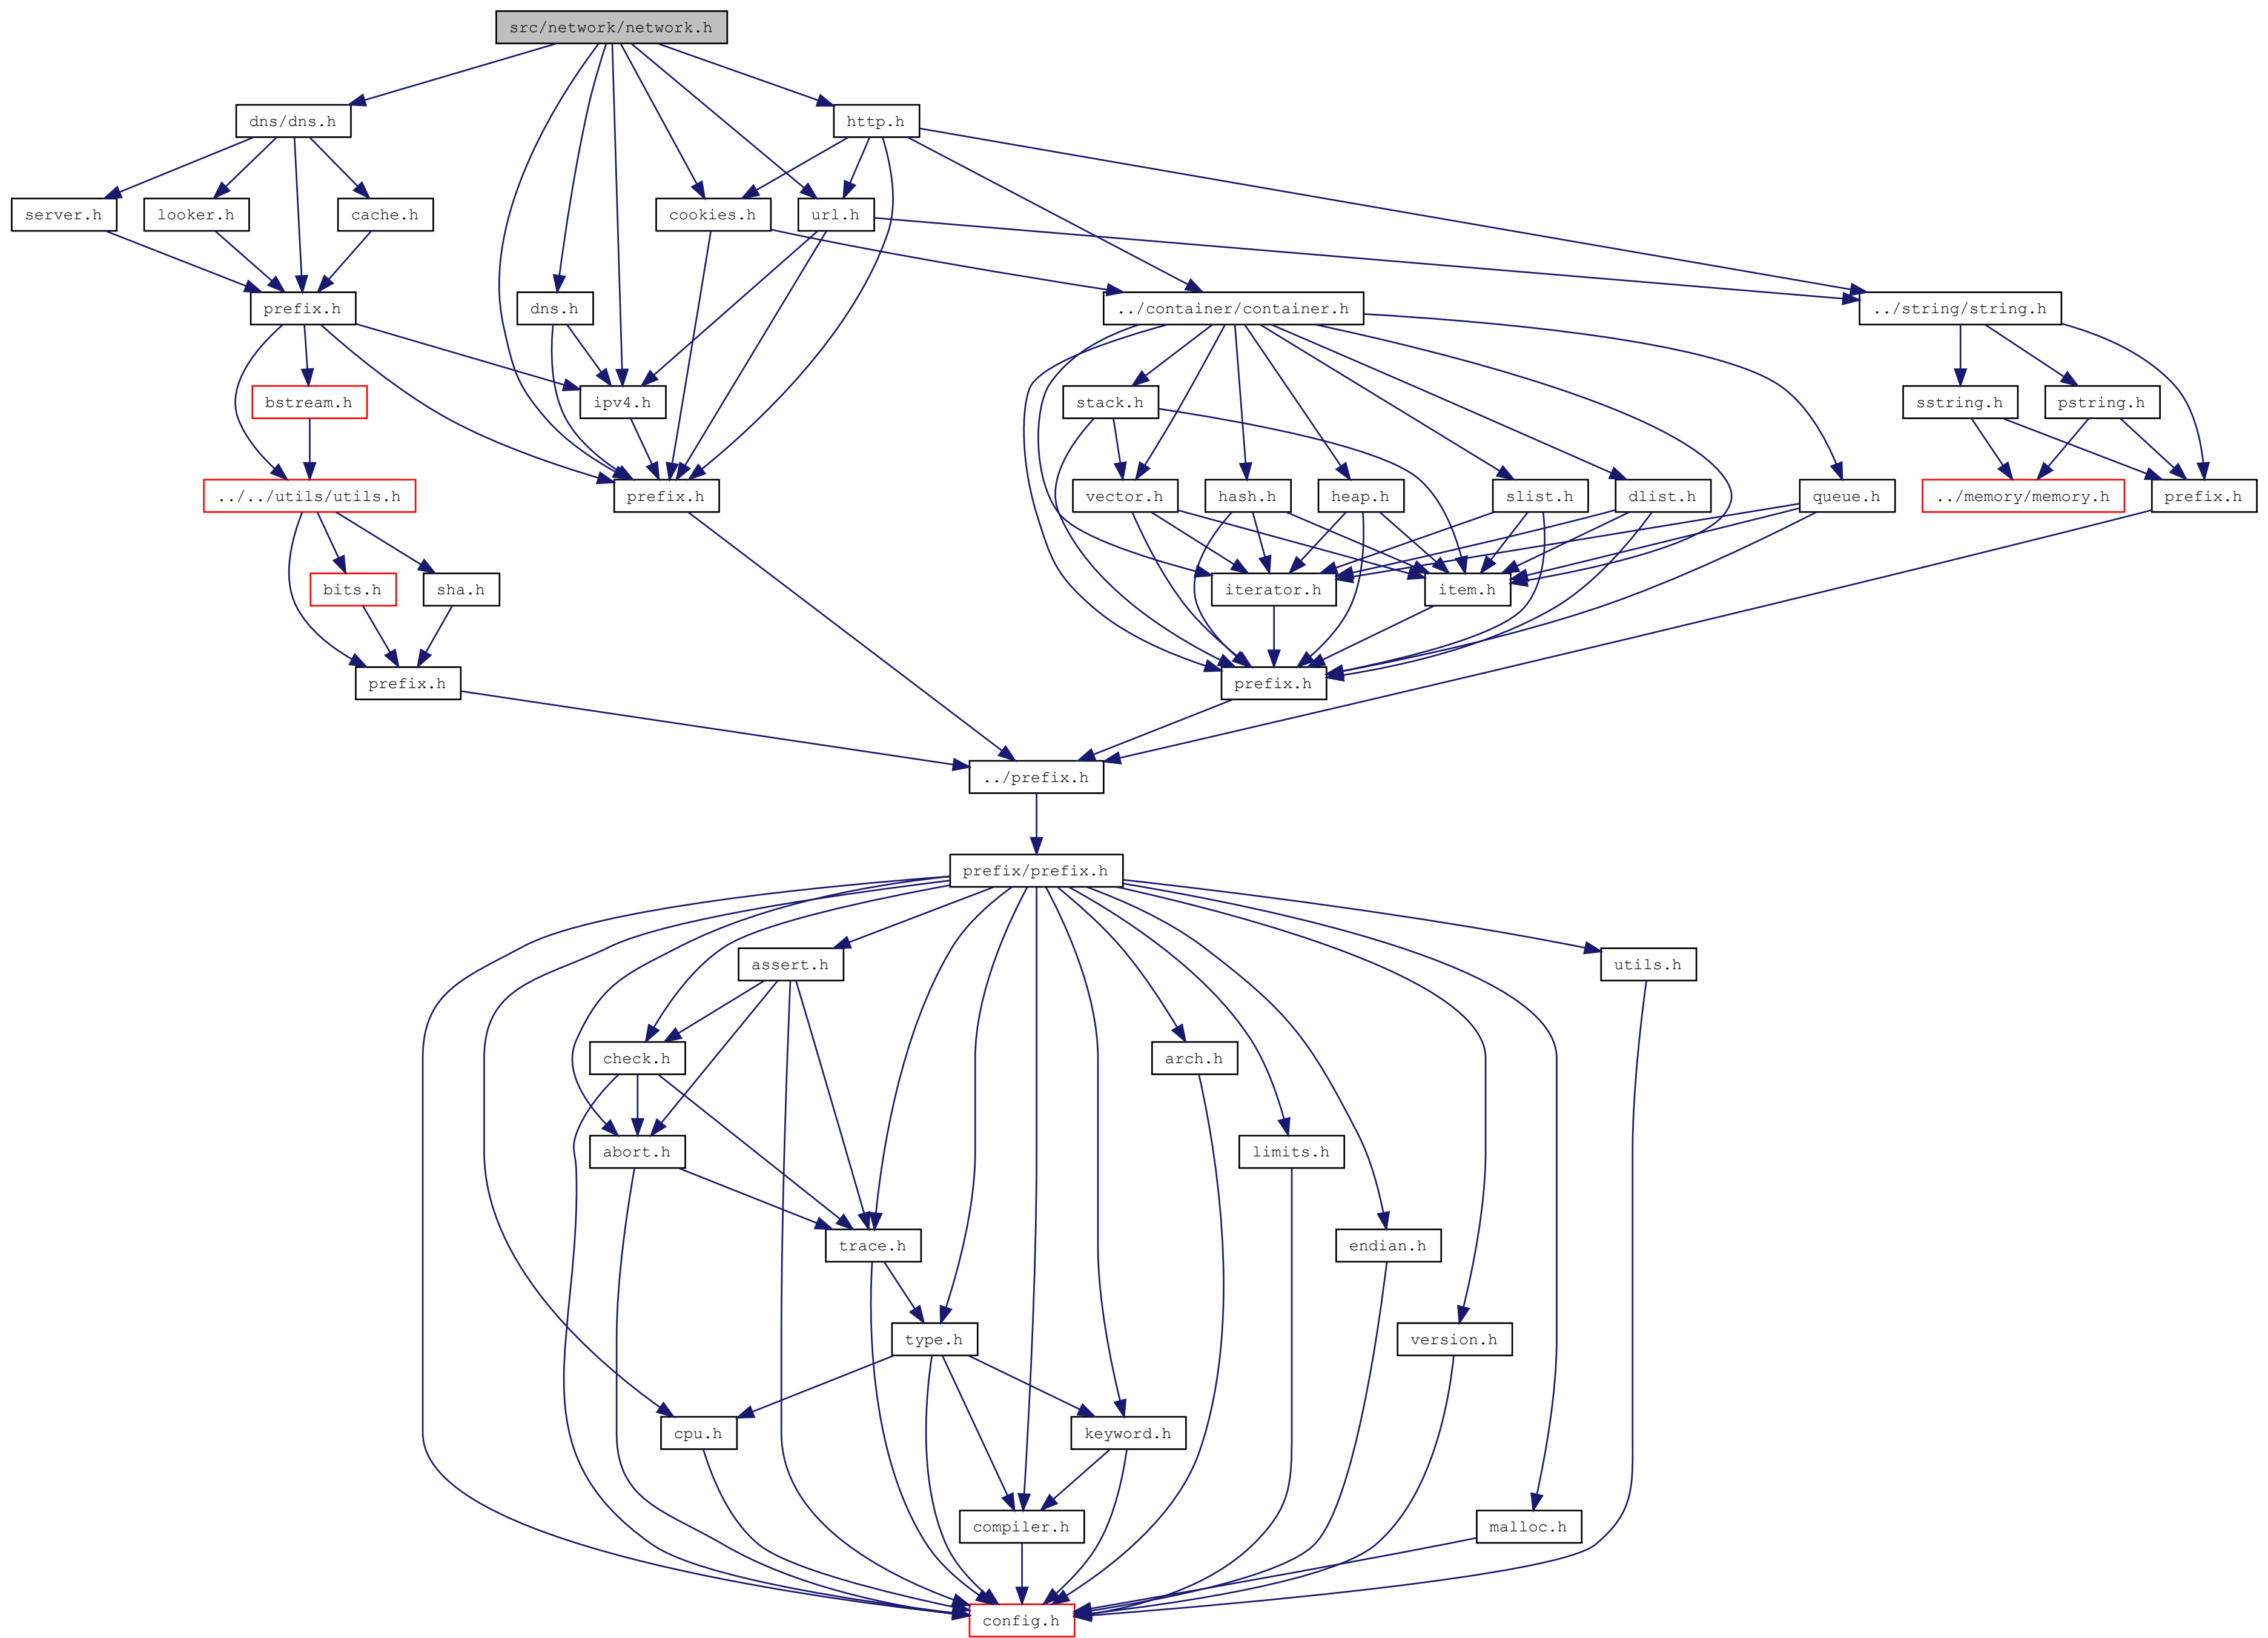 src/network/network.h
dns/dns.h
http.h
server.h
looker.h
cache.h
cookies.h
url.h
prefix.h
dns.h
../container/container.h
../string/string.h
bstream.h
ipv4.h
stack.h
sstring.h
pstring.h
../../utils/utils.h
prefix.h
vector.h
hash.h
heap.h
slist.h
dlist.h
queue.h
../memory/memory.h
prefix.h
bits.h
sha.h
iterator.h
item.h
prefix.h
prefix.h
../prefix.h
prefix/prefix.h
assert.h
utils.h
check.h
arch.h
abort.h
limits.h
trace.h
endian.h
type.h
version.h
cpu.h
keyword.h
compiler.h
malloc.h
config.h